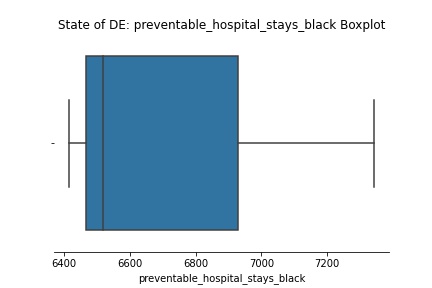 State of DE: preventable_hospital_stays_black Boxplot
-
6400 6600 6800 7000 7200
preventable_hospital_stays_black